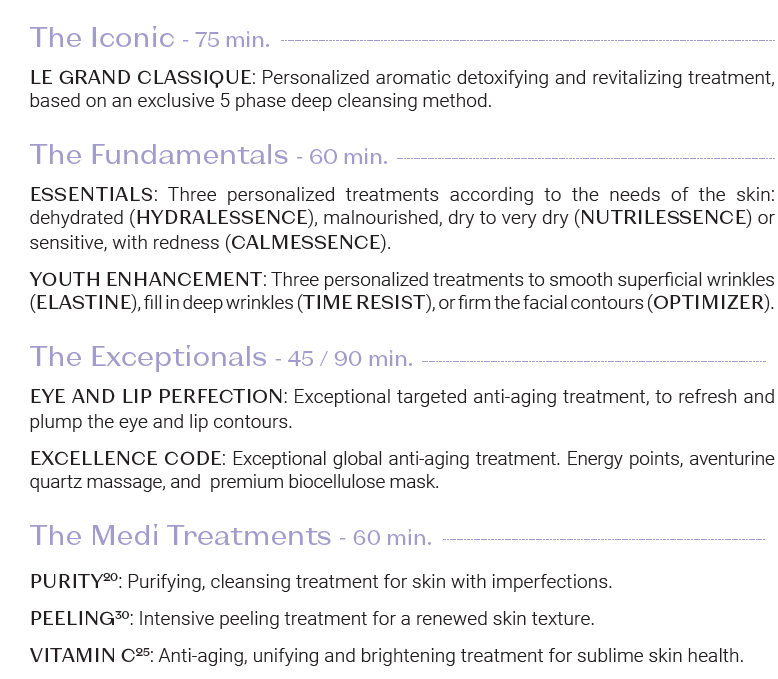 The Iconic - 75 min.
LE GRAND CLASSIQUE: Personalized aromatic detoxifying and revitalizing treatment,
based on an exclusive 5 phase deep cleansing method.
The Fundamentals - 60 min.
ESSENTIALS: Three personalized treatments according to the needs of the skin:
dehydrated (HYDRALESSENCE), malnourished, dry to very dry (NUTRILESSENCE) or
sensitive, with redness (CALMESSENCE).
YOUTH ENHANCEMENT: Three personalized treatments to smooth superficial wrinkles
(ELASTINE), fill in deep wrinkles (TIME RESIST), or firm the facial contours (OPTIMIZER).
The Exceptionals - 45 / 90 min.
EYE AND LIP PERFECTION: Exceptional targeted anti-aging treatment, to refresh and
plump the eye and lip contours.
EXCELLENCE CODE: Exceptional global anti-aging treatment. Energy points, aventurine
quartz massage, and premium biocellulose mask.
The Medi Treatments - 60 min.
PURITY²⁰: Purifying, cleansing treatment for skin with imperfections.
PEELING³⁰: Intensive peeling treatment for a renewed skin texture.
VITAMIN C²⁵: Anti-aging, unifying and brightening treatment for sublime skin health.